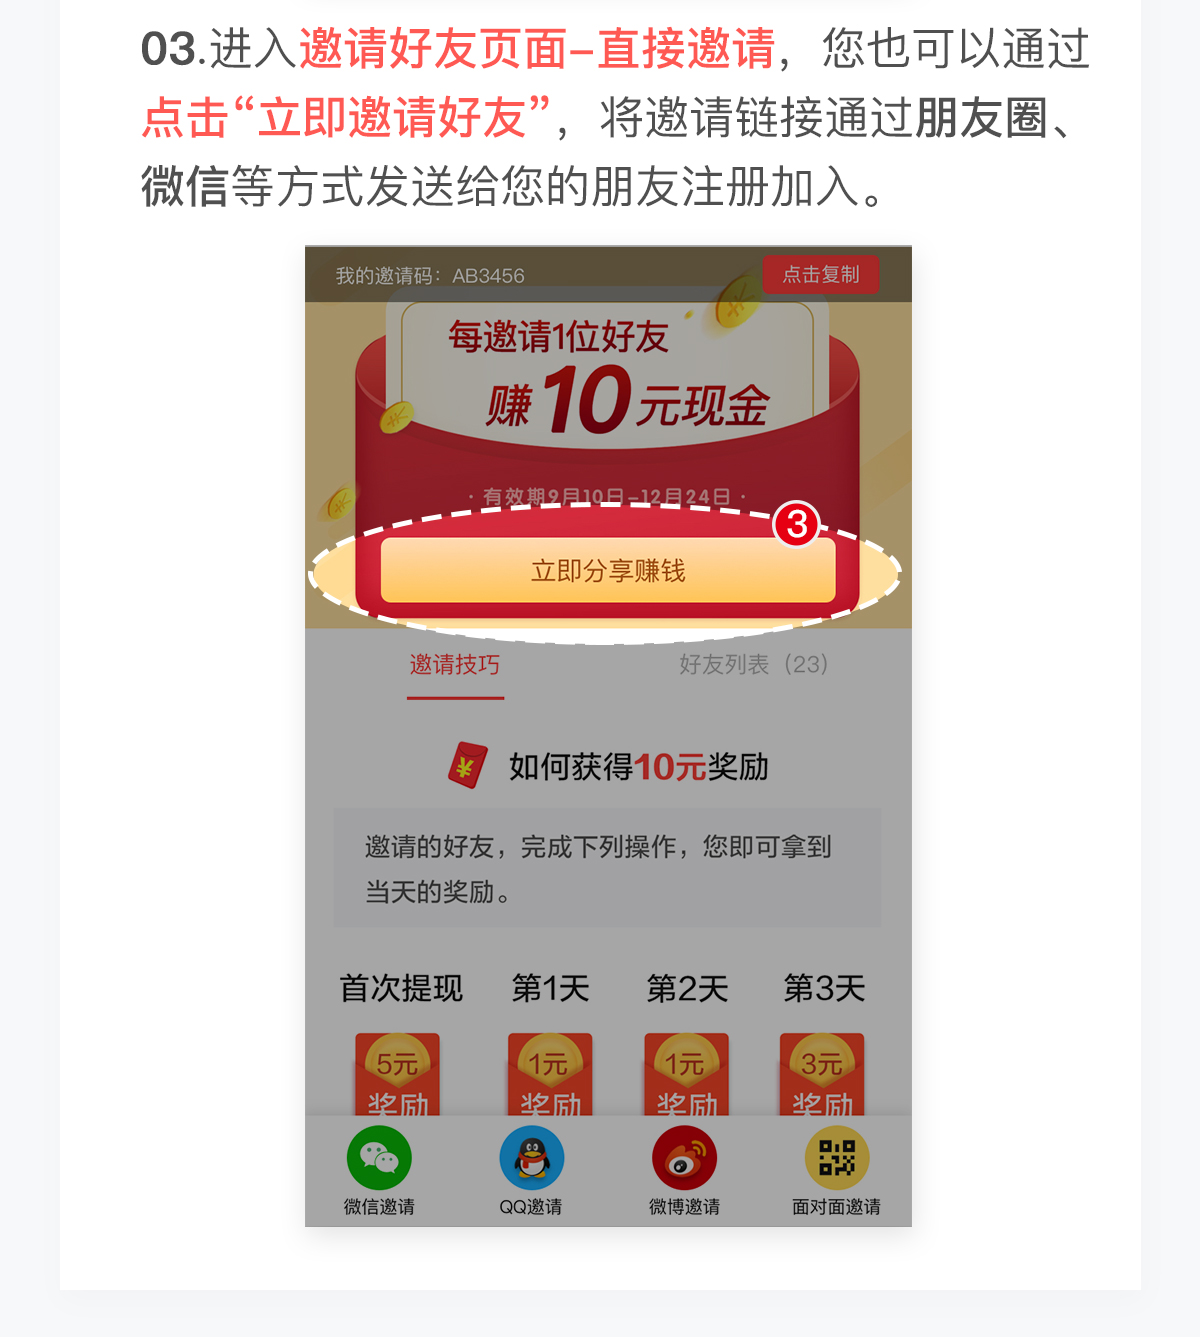 03.进入邀请好友页面-直接邀请，您也可以通过
点击“立即邀请好友”，将邀请链接通过朋友圈、
微信等方式发送给您的朋友注册加入。
我的邀请码：AB3456
点击复制
每邀请1位好友
赚10元现金
·有效期9月10日-12月24日·
3
立即分享赚钱
邀请技巧
好友列表（23）
如何获得10元奖励
邀请的好友，完成下列操作，您即可拿到
当天的奖励。
首次提现 第1天 第2天 第3天
5元 1元 1元 3元
奖励 奖励 奖励 奖励
微信邀请 QQ邀请 微博邀请 面对面邀请